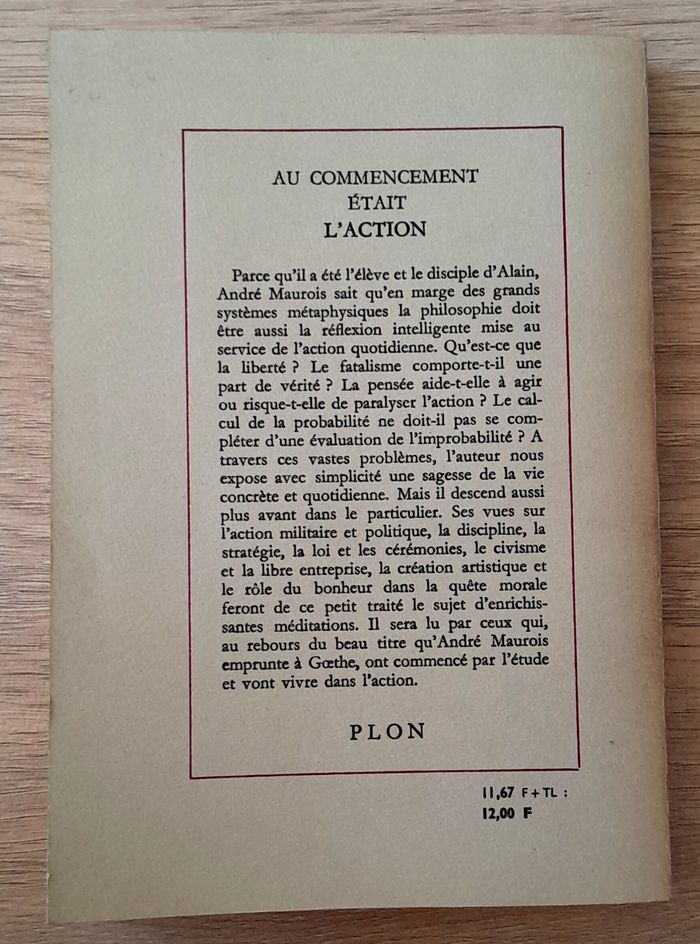 AU COMMENCEMENT
ÉTAIT
L'ACTION
Parce qu'il a été l'élève et le disciple d'Alain,
André Maurois sait qu'en marge des grands
systèmes métaphysiques la philosophie doit
être aussi la réflexion intelligente mise au
service de l'action quotidienne. Qu'est-ce que
la liberté ? Le fatalisme comporte-t-il une
part de vérité ? La pensée aide-t-elle à agir
ou risque-t-elle de paralyser l'action ? Le cal-
cul de la probabilité ne doit-il pas se com-
pléter d'une évaluation de l'improbabilité ? A
travers ces vastes problèmes, l'auteur nous
expose avec simplicité une sagesse de la vie
concrète et quotidienne. Mais il descend aussi
plus avant dans le particulier. Ses vues sur
l'action militaire et politique, la discipline, la
stratégie, la loi et les cérémonies, le civisme
et la libre entreprise, la création artistique et
le rôle du bonheur dans la quête morale
feront de ce petit traité le sujet d'enrichis-
santes méditations. Il sera lu par ceux qui,
au rebours du beau titre qu'André Maurois
emprunte à Gœthe, ont commencé par l'étude
et vont vivre dans l'action.
PLON
11,67 F + TL :
12,00 F